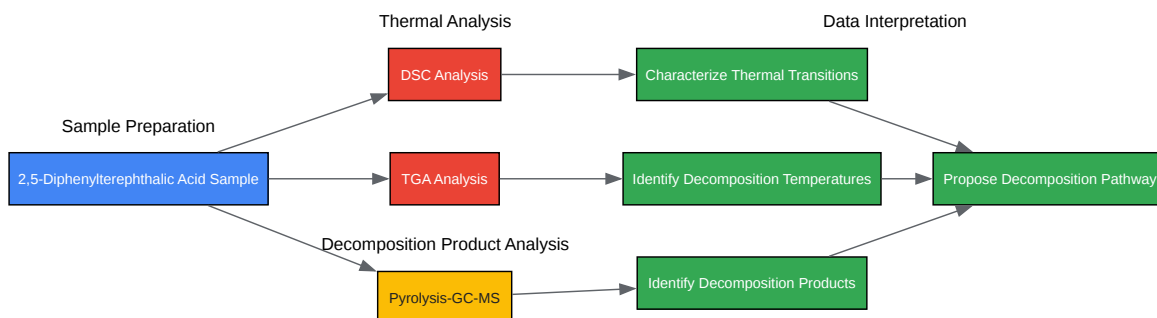 Thermal Analysis
Data Interpretation
DSC Analysis
Characterize Thermal Transitions
Sample Preparation
2,5-Diphenylterephthalic Acid Sample
TGA Analysis
Identify Decomposition Temperatures
Propose Decomposition Pathway
Decomposition Product Analysis
Pyrolysis-GC-MS
Identify Decomposition Products